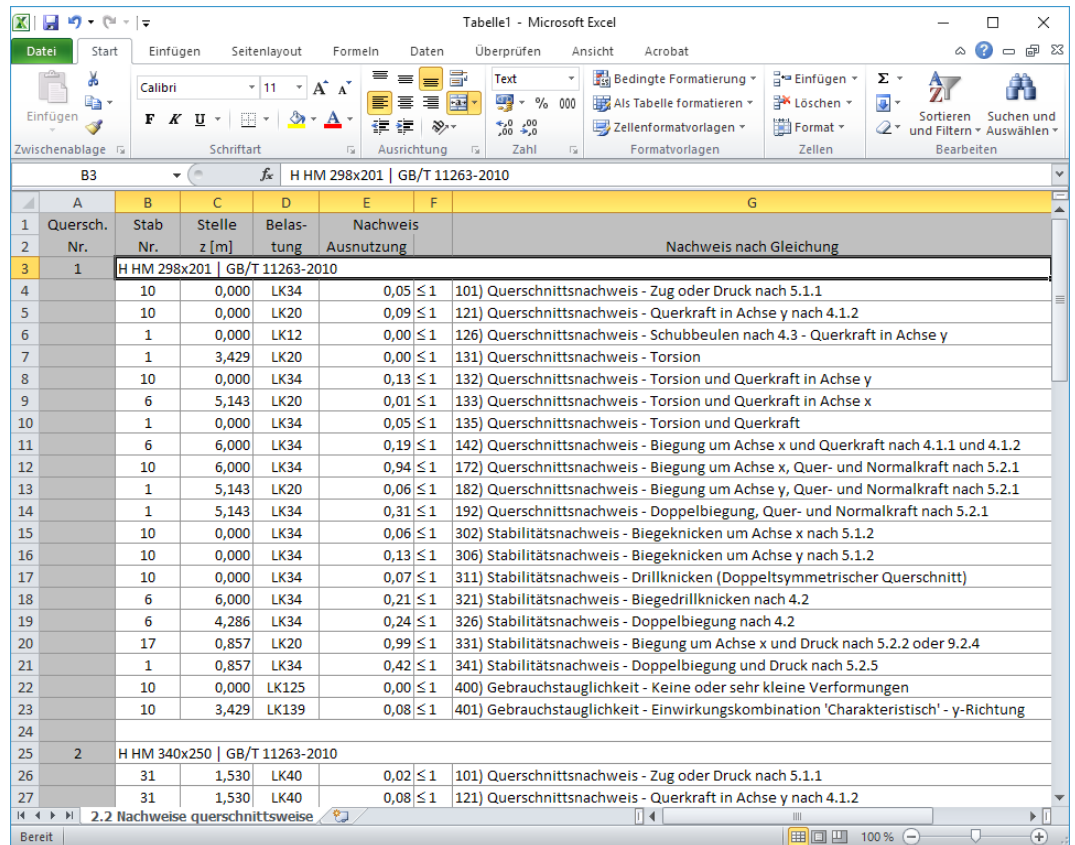 Tabelle1 - Microsoft Excel
Datei Start Einfügen Seitenlayout Formeln Daten Überprüfen Ansicht Acrobat
Einfügen
Calibri 11
F K U
Text
% 000
Bedingte Formatierung
Als Tabelle formatieren
Zellenformatvorlagen
Einfügen
Löschen
Format
Σ
Sortieren und Filtern
Suchen und Auswählen
Zwischenablage Schriftart Ausrichtung Zahl Formatvorlagen Zellen Bearbeiten
B3 fx H HM 298x201 | GB/T 11263-2010
A B C D E F G
1 Quersch. Stab Stelle Belas- Nachweis
2 Nr. Nr. z [m] tung Ausnutzung Nachweis nach Gleichung
3 1 H HM 298x201 | GB/T 11263-2010
4 10 0,000 LK34 0,05 ≤ 1 101) Querschnittsnachweis - Zug oder Druck nach 5.1.1
5 10 0,000 LK20 0,09 ≤ 1 121) Querschnittsnachweis - Querkraft in Achse y nach 4.1.2
6 1 0,000 LK12 0,00 ≤ 1 126) Querschnittsnachweis - Schubbeulen nach 4.3 - Querkraft in Achse y
7 1 3,429 LK20 0,00 ≤ 1 131) Querschnittsnachweis - Torsion
8 10 0,000 LK34 0,13 ≤ 1 132) Querschnittsnachweis - Torsion und Querkraft in Achse y
9 6 5,143 LK20 0,01 ≤ 1 133) Querschnittsnachweis - Torsion und Querkraft in Achse x
10 1 0,000 LK34 0,05 ≤ 1 135) Querschnittsnachweis - Torsion und Querkraft
11 6 6,000 LK34 0,19 ≤ 1 142) Querschnittsnachweis - Biegung um Achse x und Querkraft nach 4.1.1 und 4.1.2
12 10 6,000 LK34 0,94 ≤ 1 172) Querschnittsnachweis - Biegung um Achse x, Quer- und Normalkraft nach 5.2.1
13 1 5,143 LK20 0,06 ≤ 1 182) Querschnittsnachweis - Biegung um Achse y, Quer- und Normalkraft nach 5.2.1
14 1 5,143 LK34 0,31 ≤ 1 192) Querschnittsnachweis - Doppelbiegung, Quer- und Normalkraft nach 5.2.1
15 10 0,000 LK34 0,06 ≤ 1 302) Stabilitätsnachweis - Biegeknicken um Achse x nach 5.1.2
16 10 0,000 LK34 0,13 ≤ 1 306) Stabilitätsnachweis - Biegeknicken um Achse y nach 5.1.2
17 10 0,000 LK34 0,07 ≤ 1 311) Stabilitätsnachweis - Drillknicken (Doppeltsymmetrischer Querschnitt)
18 6 6,000 LK34 0,21 ≤ 1 321) Stabilitätsnachweis - Biegedrillknicken nach 4.2
19 6 4,286 LK34 0,24 ≤ 1 326) Stabilitätsnachweis - Doppelbiegung nach 4.2
20 17 0,857 LK20 0,99 ≤ 1 331) Stabilitätsnachweis - Biegung um Achse x und Druck nach 5.2.2 oder 9.2.4
21 1 0,857 LK34 0,42 ≤ 1 341) Stabilitätsnachweis - Doppelbiegung und Druck nach 5.2.5
22 10 0,000 LK125 0,00 ≤ 1 400) Gebrauchstauglichkeit - Keine oder sehr kleine Verformungen
23 10 3,429 LK139 0,08 ≤ 1 401) Gebrauchstauglichkeit - Einwirkungskombination 'Charakteristisch' - y-Richtung
24
25 2 H HM 340x250 | GB/T 11263-2010
26 31 1,530 LK40 0,02 ≤ 1 101) Querschnittsnachweis - Zug oder Druck nach 5.1.1
27 31 1,530 LK40 0,08 ≤ 1 121) Querschnittsnachweis - Querkraft in Achse y nach 4.1.2
2.2 Nachweise querschnittsweise
Bereit 100 %